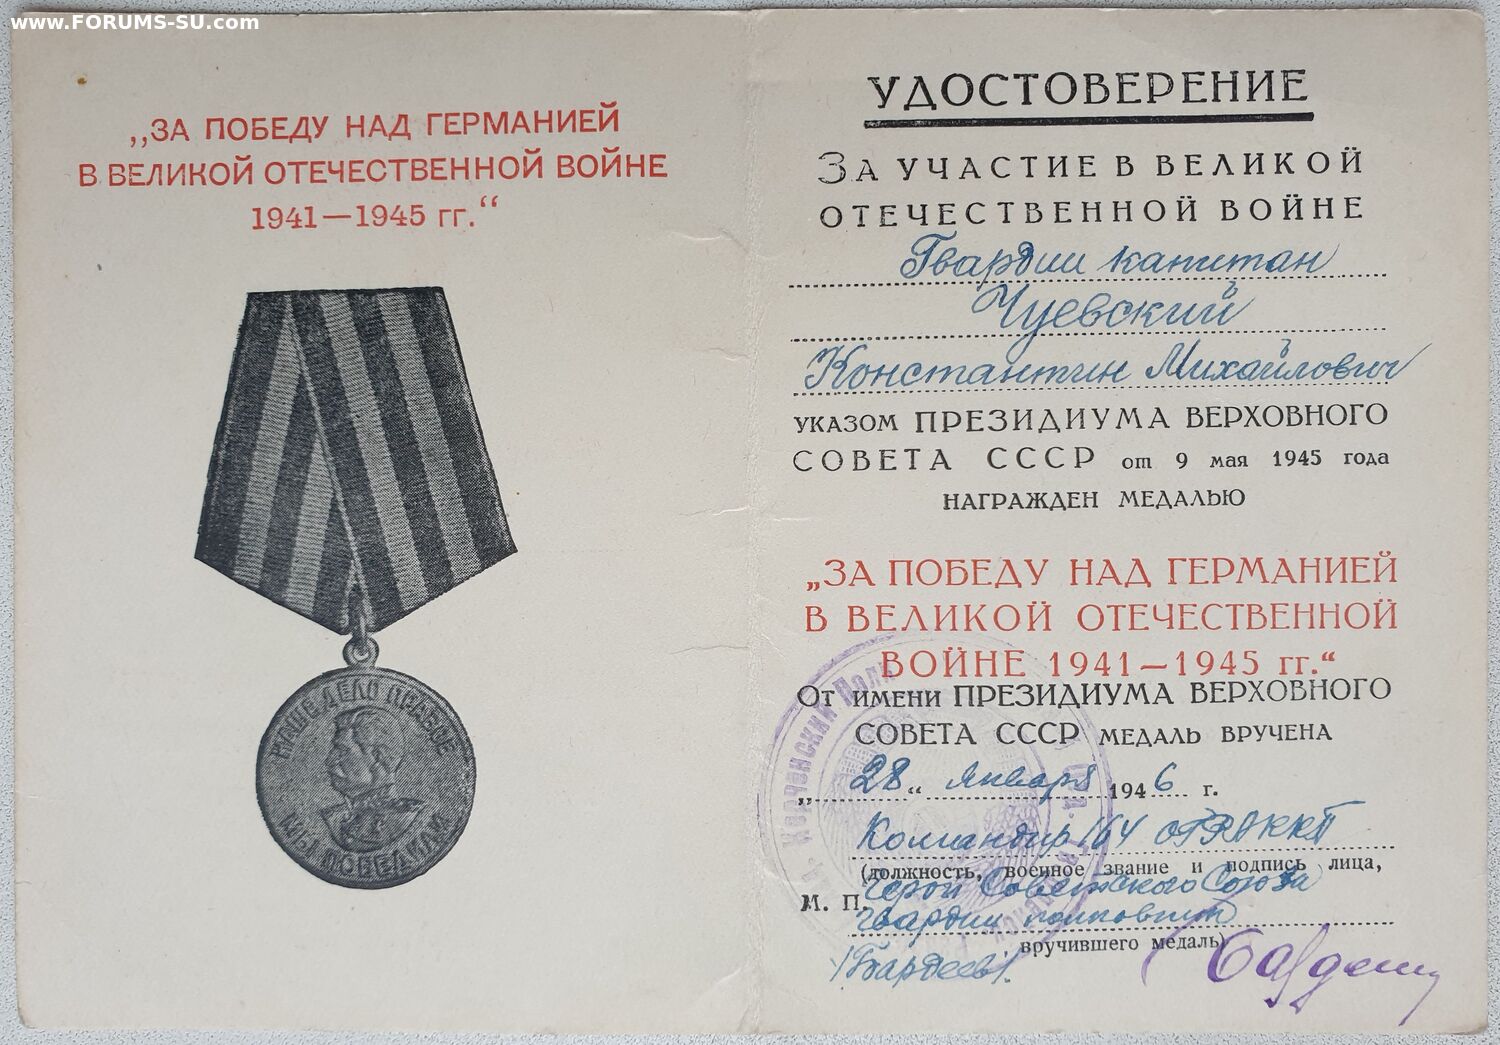 www.FORUMS-SU.com
„ЗА ПОБЕДУ НАД ГЕРМАНИЕЙ
В ВЕЛИКОЙ ОТЕЧЕСТВЕННОЙ ВОЙНЕ
1941—1945 гг.“
НАШЕ ДЕЛО ПРАВОЕ
МЫ ПОБЕДИЛИ
УДОСТОВЕРЕНИЕ
ЗА УЧАСТИЕ В ВЕЛИКОЙ
ОТЕЧЕСТВЕННОЙ ВОЙНЕ
Гвардии капитан
Чуевский
Константин Михайлович
УКАЗОМ ПРЕЗИДИУМА ВЕРХОВНОГО
СОВЕТА СССР от 9 мая 1945 года
НАГРАЖДЕН МЕДАЛЬЮ
„ЗА ПОБЕДУ НАД ГЕРМАНИЕЙ
В ВЕЛИКОЙ ОТЕЧЕСТВЕННОЙ
ВОЙНЕ 1941—1945 гг.“
ОТ ИМЕНИ ПРЕЗИДИУМА ВЕРХОВНОГО
СОВЕТА СССР МЕДАЛЬ ВРУЧЕНА
„28“ января 1946 г.
Командир 164
(должность, военное звание и подпись лица,
Герой Советского Союза
М. П.
Гвардии полковник
вручившего медаль)
/Бардеев/.
Керченский Полк